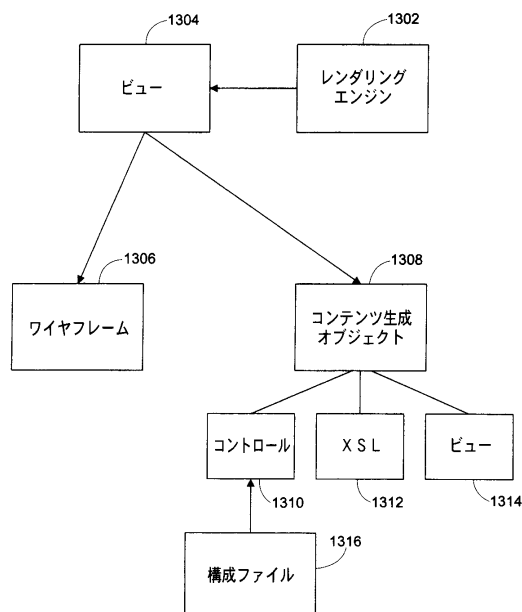 1304
ビュー
1302
レンダリング
エンジン
1306
ワイヤフレーム
1308
コンテンツ生成
オブジェクト
コントロール
1310
ＸＳＬ
1312
ビュー
1314
1316
構成ファイル